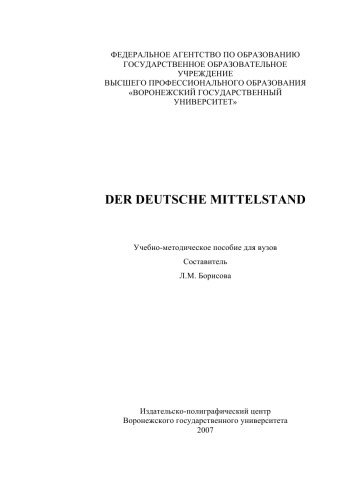 ФЕДЕРАЛЬНОЕ АГЕНТСТВО ПО ОБРАЗОВАНИЮ
ГОСУДАРСТВЕННОЕ ОБРАЗОВАТЕЛЬНОЕ
УЧРЕЖДЕНИЕ
ВЫСШЕГО ПРОФЕССИОНАЛЬНОГО ОБРАЗОВАНИЯ
«ВОРОНЕЖСКИЙ ГОСУДАРСТВЕННЫЙ
УНИВЕРСИТЕТ»
DER DEUTSCHE MITTELSTAND
Учебно-методическое пособие для вузов
Составитель
Л.М. Борисова
Издательско-полиграфический центр
Воронежского государственного университета
2007